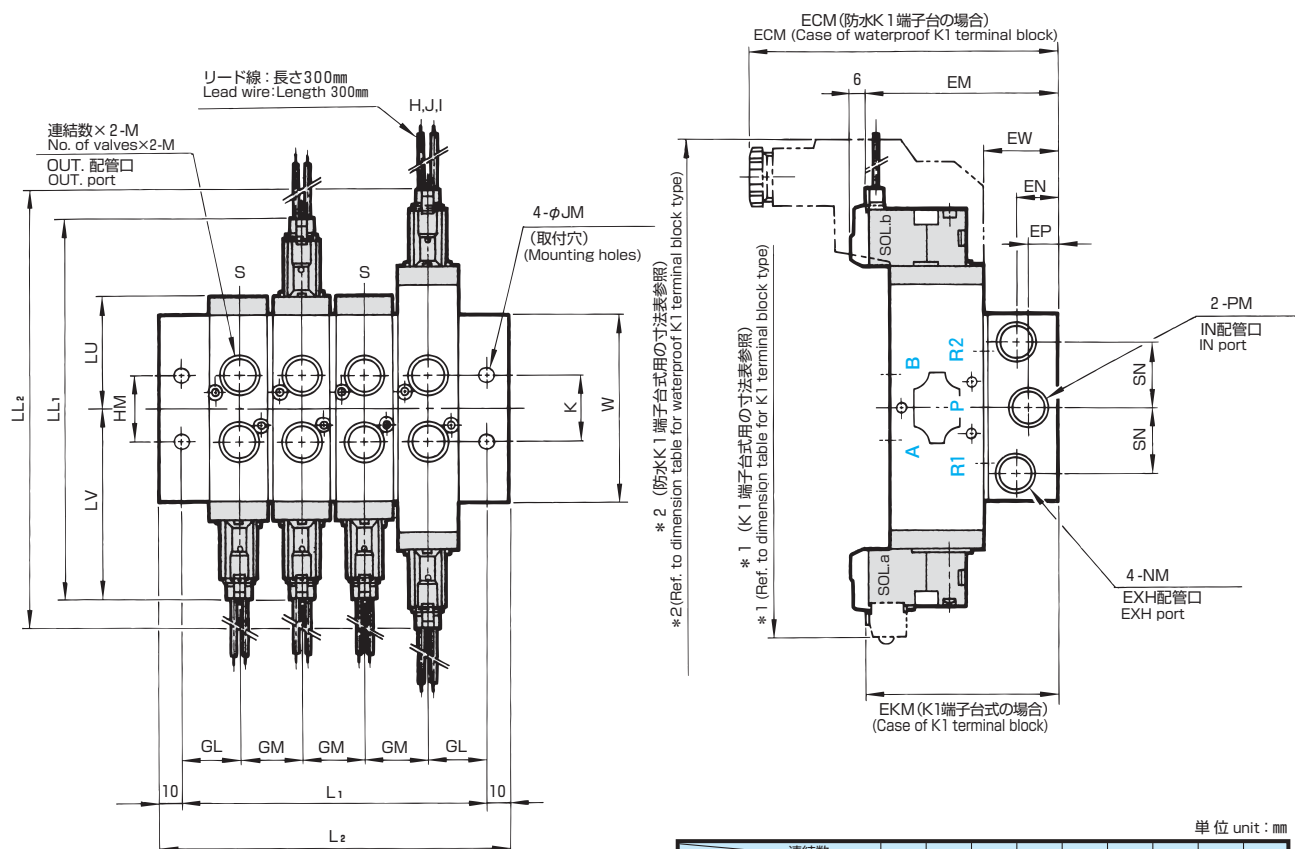 ECM (防水K1端子台の場合)
ECM (Case of waterproof K1 terminal block)
6
EM
EW
EN
EP
リード線：長さ300㎜
Lead wire:Length 300㎜
H,J,I
連結数×2-M
No. of valves×2-M
OUT. 配管口
OUT. port
4-φJM
(取付穴)
(Mounting holes)
S
S
LL₂
LL₁
LU
HM
LV
K
W
GL
GM
GM
GM
GL
10
L₁
10
L₂
＊2 (防水K1端子台式用の寸法表参照)
＊2(Ref. to dimension table for waterproof K1 terminal block type)
＊1 (K1端子台式用の寸法表参照)
＊1 (Ref. to dimension table for K1 terminal block type)
SOL.b
SOL.a
B
R2
P
A
R1
SN
SN
2-PM
IN配管口
IN port
4-NM
EXH配管口
EXH port
EKM(K1端子台式の場合)
(Case of K1 terminal block)
単位 unit：㎜